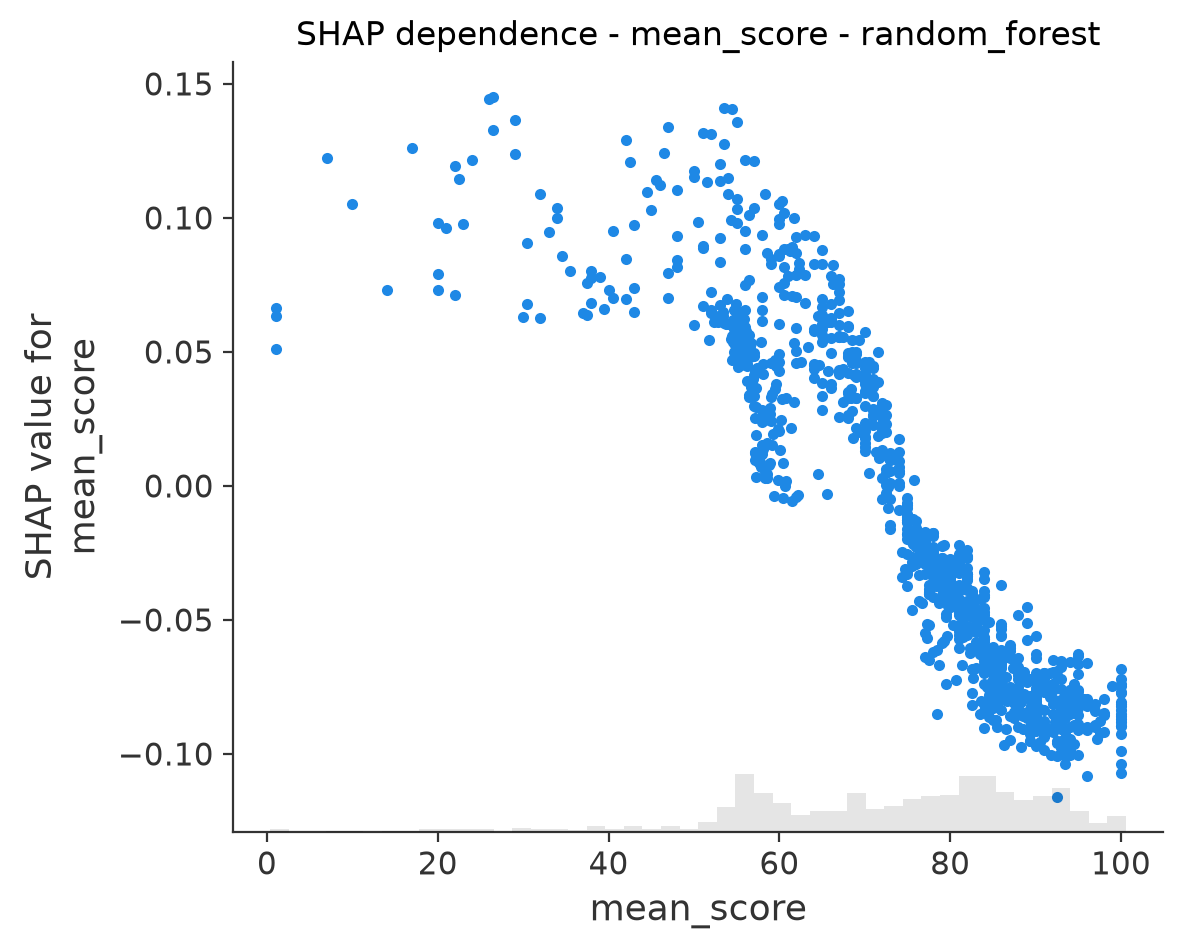 SHAP dependence - mean_score - random_forest
SHAP value for
mean_score
0.15
0.10
0.05
0.00
−0.05
−0.10
0 20 40 60 80 100
mean_score